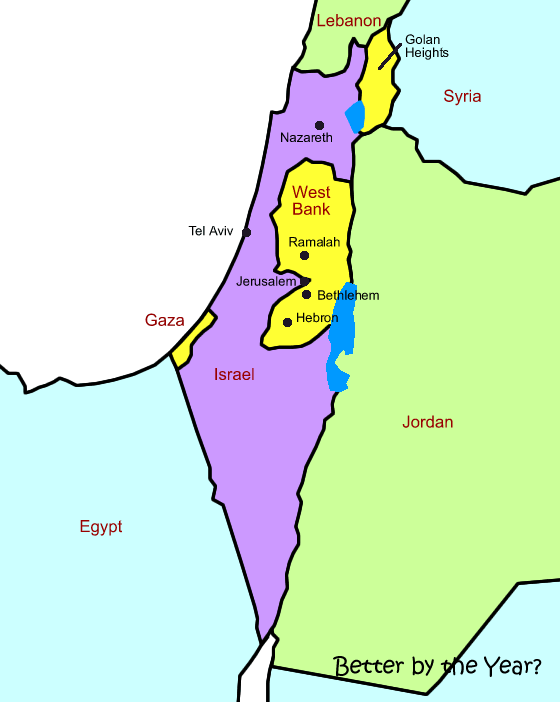 Lebanon
Golan
Heights
Syria
Nazareth
West
Bank
Tel Aviv
Ramalah
Jerusalem
Bethlehem
Gaza
Hebron
Israel
Jordan
Egypt
Better by the Year?